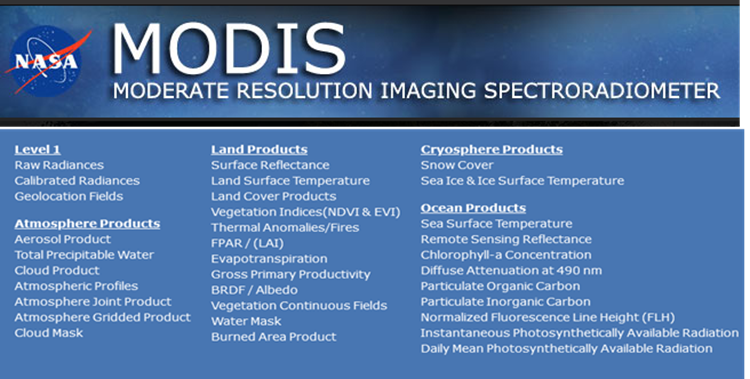 NASA
MODIS
MODERATE RESOLUTION IMAGING SPECTRORADIOMETER
Level 1
Raw Radiances
Calibrated Radiances
Geolocation Fields
Atmosphere Products
Aerosol Product
Total Precipitable Water
Cloud Product
Atmospheric Profiles
Atmosphere Joint Product
Atmosphere Gridded Product
Cloud Mask
Land Products
Surface Reflectance
Land Surface Temperature
Land Cover Products
Vegetation Indices(NDVI & EVI)
Thermal Anomalies/Fires
FPAR / (LAI)
Evapotranspiration
Gross Primary Productivity
BRDF / Albedo
Vegetation Continuous Fields
Water Mask
Burned Area Product
Cryosphere Products
Snow Cover
Sea Ice & Ice Surface Temperature
Ocean Products
Sea Surface Temperature
Remote Sensing Reflectance
Chlorophyll-a Concentration
Diffuse Attenuation at 490 nm
Particulate Organic Carbon
Particulate Inorganic Carbon
Normalized Fluorescence Line Height (FLH)
Instantaneous Photosynthetically Available Radiation
Daily Mean Photosynthetically Available Radiation